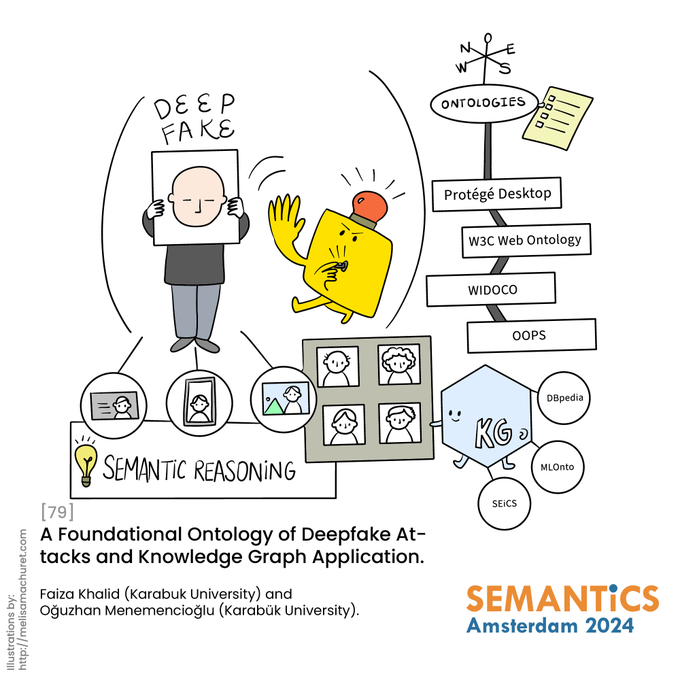 DEEP
FAKE
N
O
E
W
S
ONTOLOGIES
Protégé Desktop
W3C Web Ontology
WIDOCO
OOPS
SEMANTiC REASONiNG
KG
DBpedia
MLOnto
SEiCS
[79]
A Foundational Ontology of Deepfake At-
tacks and Knowledge Graph Application.
Faiza Khalid (Karabuk University) and
Oğuzhan Menemencioğlu (Karabük University).
SEMANTiCS
Amsterdam 2024
Illustrations by:
http://melisamachuret.com